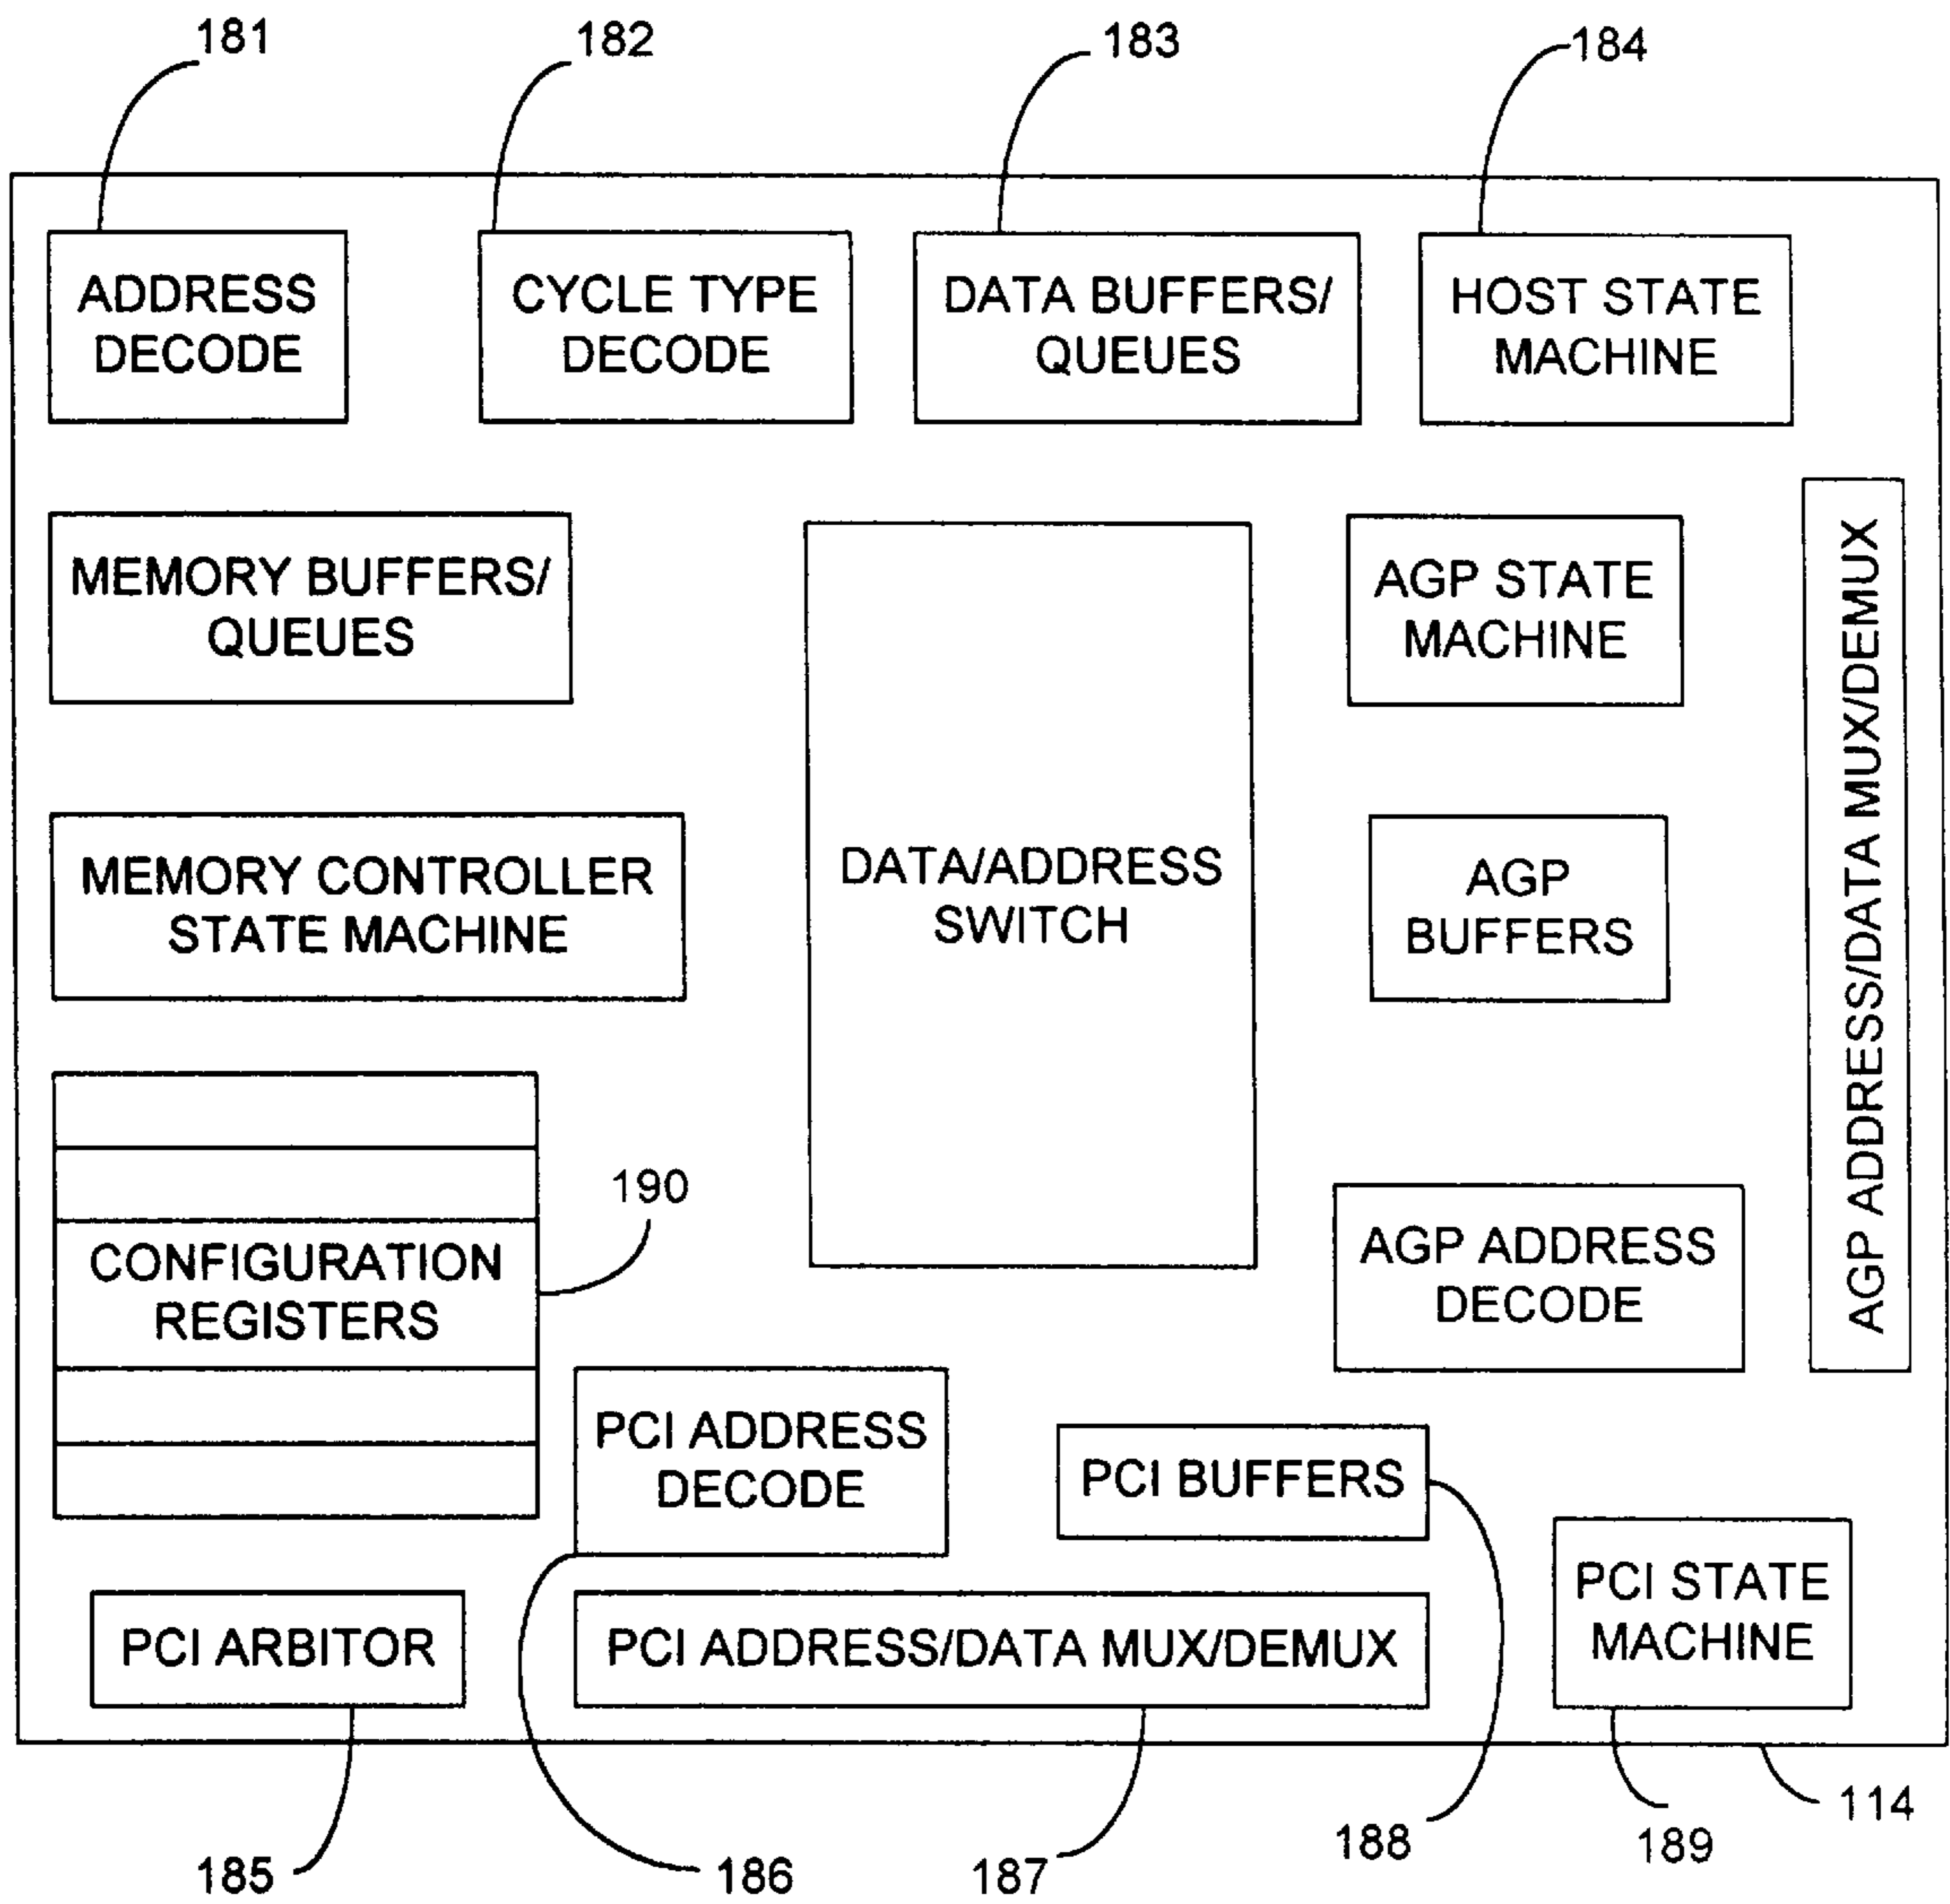 181
182
183
184
ADDRESS
DECODE
CYCLE TYPE
DECODE
DATA BUFFERS/
QUEUES
HOST STATE
MACHINE
MEMORY BUFFERS/
QUEUES
DATA/ADDRESS
SWITCH
AGP STATE
MACHINE
AGP ADDRESS/DATA MUX/DEMUX
MEMORY CONTROLLER
STATE MACHINE
AGP
BUFFERS
CONFIGURATION
REGISTERS
190
AGP ADDRESS
DECODE
PCI ADDRESS
DECODE
PCI BUFFERS
PCI STATE
MACHINE
PCI ARBITOR
PCI ADDRESS/DATA MUX/DEMUX
114
185
186
187
188
189